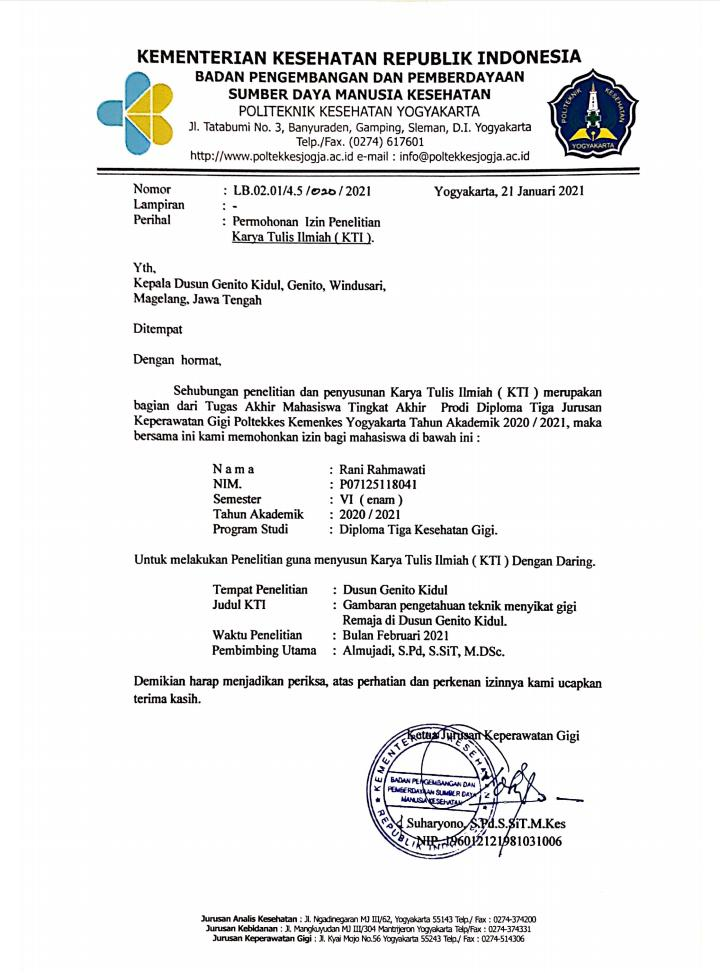 KEMENTERIAN KESEHATAN REPUBLIK INDONESIA
BADAN PENGEMBANGAN DAN PEMBERDAYAAN
SUMBER DAYA MANUSIA KESEHATAN
POLITEKNIK KESEHATAN YOGYAKARTA
Jl. Tatabumi No. 3, Banyuraden, Gamping, Sleman, D.I. Yogyakarta
Telp./Fax. (0274) 617601
http://www.poltekkesjogja.ac.id e-mail : info@poltekkesjogja.ac.id
POLITEKNIK KESEHATAN
YOGYAKARTA
Nomor : LB.02.01/4.5 /020/ 2021 Yogyakarta, 21 Januari 2021
Lampiran : -
Perihal : Permohonan Izin Penelitian
Karya Tulis Ilmiah ( KTI ).
Yth,
Kepala Dusun Genito Kidul, Genito, Windusari,
Magelang, Jawa Tengah
Ditempat
Dengan hormat,
Sehubungan penelitian dan penyusunan Karya Tulis Ilmiah ( KTI ) merupakan
bagian dari Tugas Akhir Mahasiswa Tingkat Akhir Prodi Diploma Tiga Jurusan
Keperawatan Gigi Poltekkes Kemenkes Yogyakarta Tahun Akademik 2020 / 2021, maka
bersama ini kami memohonkan izin bagi mahasiswa di bawah ini :
N a m a : Rani Rahmawati
NIM. : P07125118041
Semester : VI ( enam )
Tahun Akademik : 2020 / 2021
Program Studi : Diploma Tiga Kesehatan Gigi.
Untuk melakukan Penelitian guna menyusun Karya Tulis Ilmiah ( KTI ) Dengan Daring.
Tempat Penelitian : Dusun Genito Kidul
Judul KTI : Gambaran pengetahuan teknik menyikat gigi
Remaja di Dusun Genito Kidul.
Waktu Penelitian : Bulan Februari 2021
Pembimbing Utama : Almujadi, S.Pd, S.SiT, M.DSc.
Demikian harap menjadikan periksa, atas perhatian dan perkenan izinnya kami ucapkan
terima kasih.
Ketua Jurusan Keperawatan Gigi
KEMENTERIAN KESEHATAN
BADAN PENGEMBANGAN DAN
PEMBERDAYAAN SUMBER DAYA
MANUSIA KESEHATAN
REPUBLIK INDONESIA
Suharyono, S.Pd.S.SiT.M.Kes
NIP. 196012121981031006
Jurusan Analis Kesehatan : Jl. Ngadinegaran MJ III/62, Yogyakarta 55143 Telp./ Fax : 0274-374200
Jurusan Kebidanan : Jl. Mangkuyudan MJ III/304 Mantrijeron Yogyakarta Telp/Fax : 0274-374331
Jurusan Keperawatan Gigi : Jl. Kyai Mojo No.56 Yogyakarta 55243 Telp./ Fax : 0274-514306